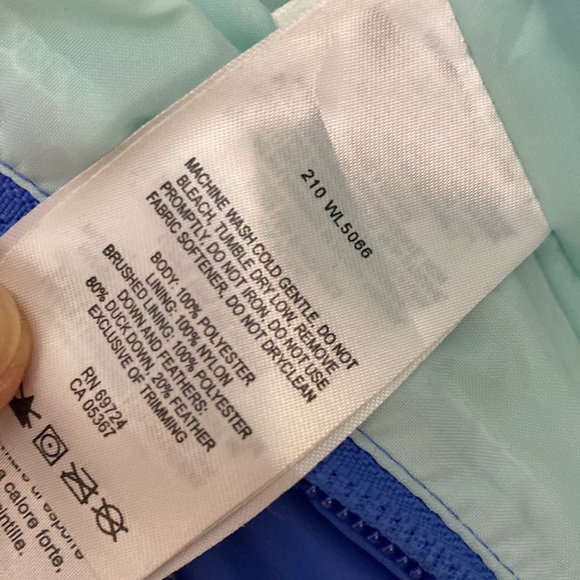 210 WL5066
MACHINE WASH COLD GENTLE, DO NOT
BLEACH, TUMBLE DRY LOW, REMOVE
PROMPTLY, DO NOT IRON, DO NOT USE
FABRIC SOFTENER, DO NOT DRYCLEAN
BODY: 100% POLYESTER
LINING: 100% NYLON
BRUSHED LINING: 100% POLYESTER
DOWN AND FEATHERS:
80% DUCK DOWN, 20% FEATHER
EXCLUSIVE OF TRIMMING
RN 69724
CA 05367
calore forte,